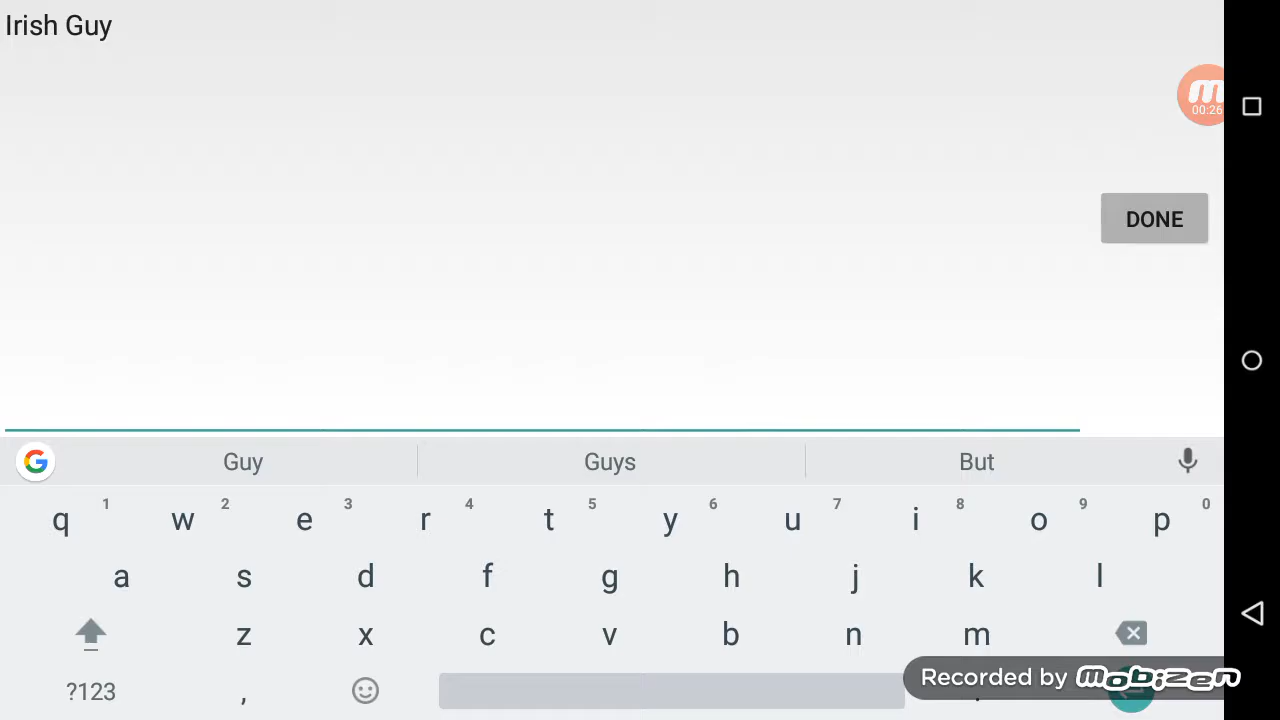 Irish Guy
00:26
DONE
Guy Guys But
q 1 w 2 e 3 r 4 t 5 y 6 u 7 i 8 o 9 p 0
a s d f g h j k l
z x c v b n m
?123 , .
Recorded by mobizen